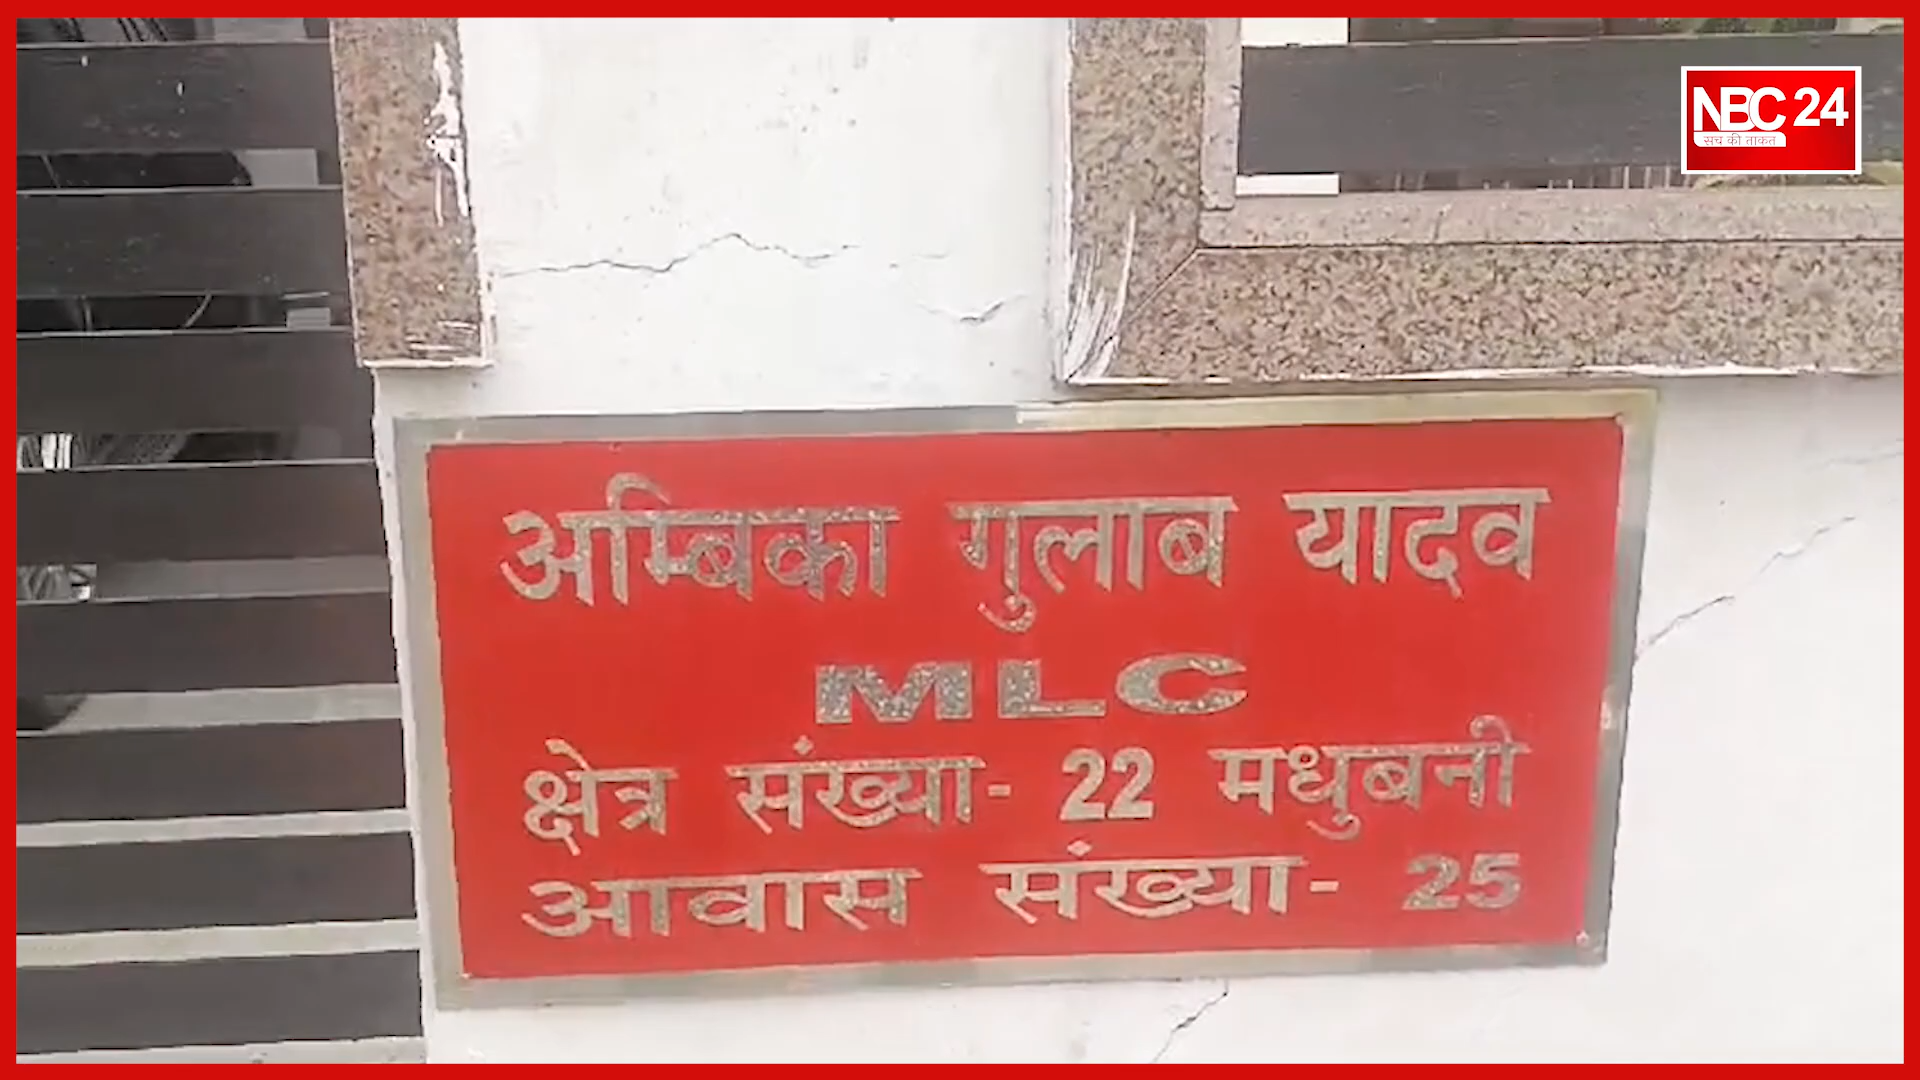 NBC 24
सच की ताकत
अम्बिका गुलाब यादव
MLC
क्षेत्र संख्या- 22 मधुबनी
आवास संख्या- 25